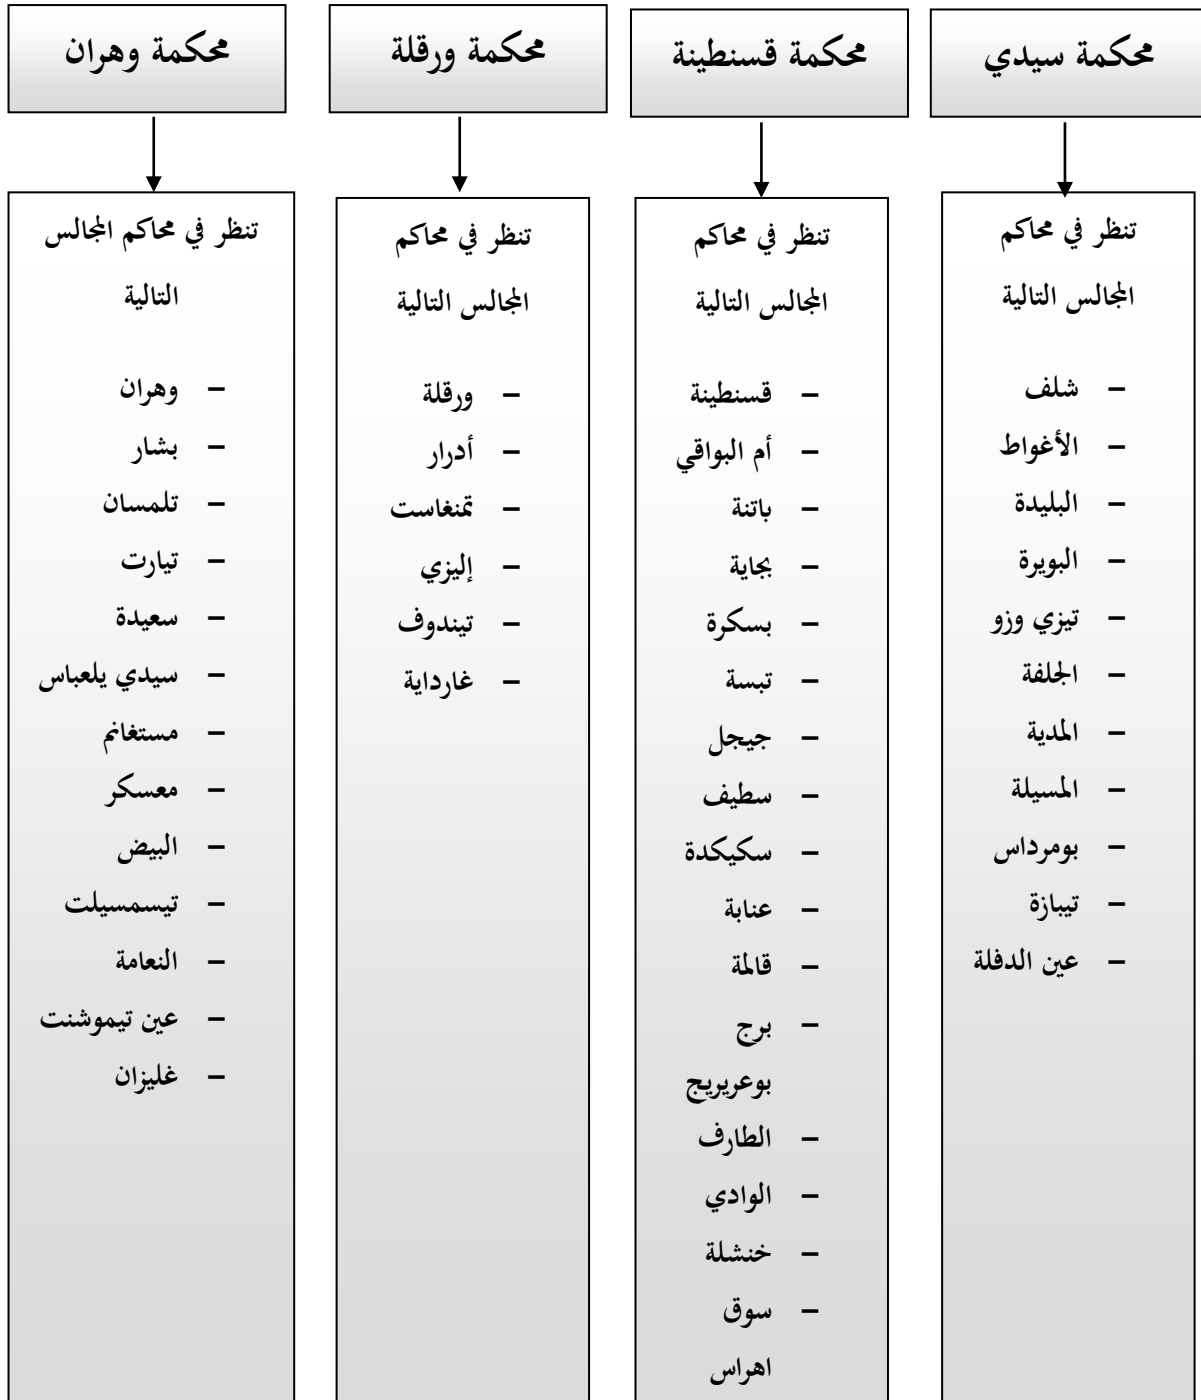 محكمة سيدي
تنظر في محاكم
المجالس التالية
– شلف
– الأغواط
– البليدة
– البويرة
– تيزي وزو
– الجلفة
– المدية
– المسيلة
– بومرداس
– تيبازة
– عين الدفلة
محكمة قسنطينة
تنظر في محاكم
المجالس التالية
– قسنطينة
– أم البواقي
– باتنة
– بجاية
– بسكرة
– تبسة
– جيجل
– سطيف
– سكيكدة
– عنابة
– قالمة
– برج
بوعريريج
– الطارف
– الوادي
– خنشلة
– سوق
اهراس
محكمة ورقلة
تنظر في محاكم
المجالس التالية
– ورقلة
– أدرار
– تمنغاست
– إليزي
– تيندوف
– غارداية
محكمة وهران
تنظر في محاكم المجالس
التالية
– وهران
– بشار
– تلمسان
– تيارت
– سعيدة
– سيدي يلعباس
– مستغانم
– معسكر
– البيض
– تيسمسيلت
– النعامة
– عين تيموشنت
– غليزان